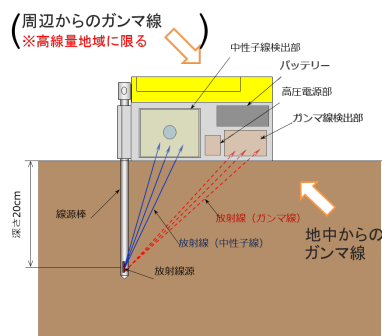 周辺からのガンマ線
※高線量地域に限る
中性子線検出部
バッテリー
高圧電源部
ガンマ線検出部
深さ20cm
線源棒
放射線(ガンマ線)
放射線(中性子線)
地中からの
ガンマ線
放射線源